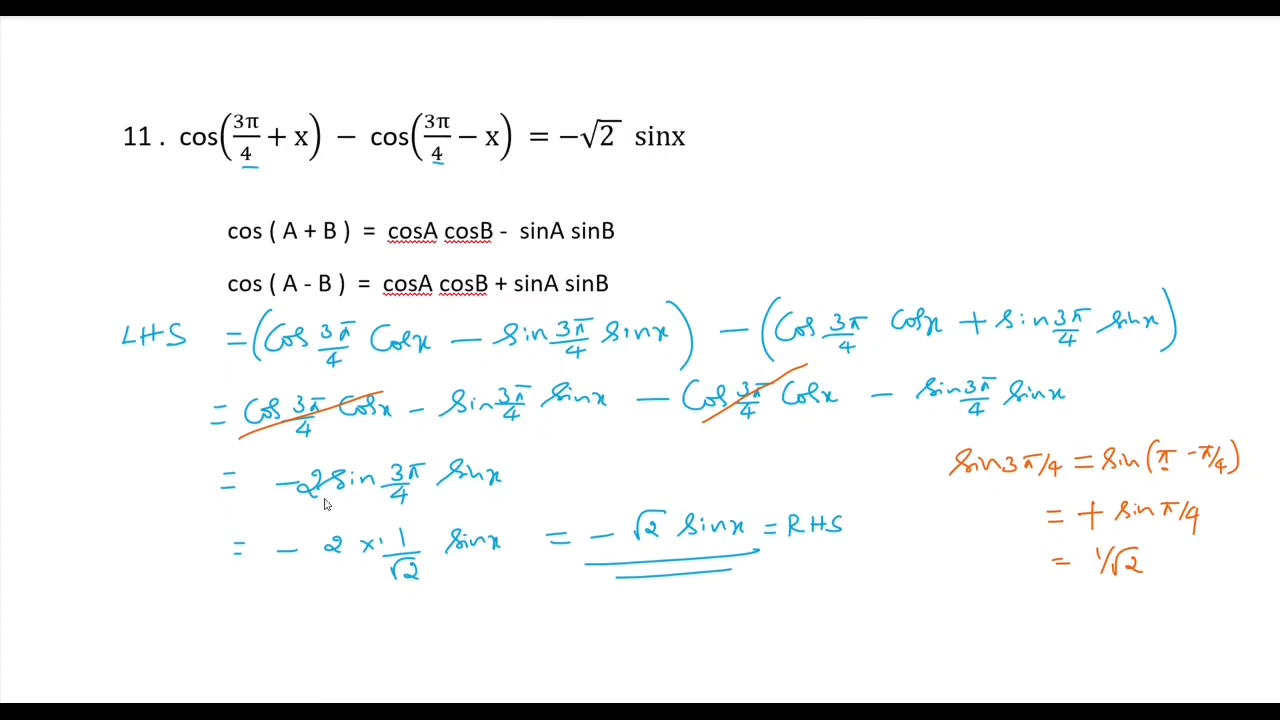 11 . cos(3π/4 + x) − cos(3π/4 − x) = −√2 sinx
cos ( A + B ) = cosA cosB - sinA sinB
cos ( A - B ) = cosA cosB + sinA sinB
LHS = (Cos 3π/4 Cosx − sin 3π/4 sinx) − (Cos 3π/4 Cosx + sin 3π/4 sinx)
= Cos 3π/4 Cosx − sin 3π/4 sinx − Cos 3π/4 Cosx − sin 3π/4 sinx
= −2 sin 3π/4 sinx
= − 2 × 1/√2 sinx = − √2 sinx = RHS
sin 3π/4 = sin(π − π/4)
= + sin π/4
= 1/√2